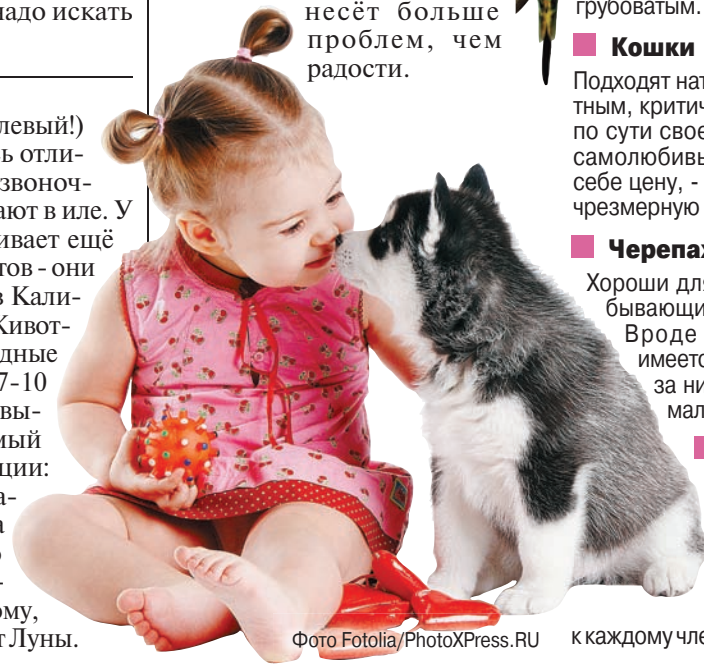 надо искать
левый!)
ь отли-
звоноч-
ают в иле. У
ивает ещё
тов - они
в Кали-
Живот-
дные
7-10
вы-
мый
ции:
а-
а
-
ому,
т Луны.
несёт больше
проблем, чем
радости.
Фото Fotolia/PhotoXPress.RU
грубоватым.
Кошки
Подходят нат
тным, критич
по сути свое
самолюбивы
себе цену, -
чрезмерную
Черепах
Хороши для
бывающи
Вроде
имеетс
за ни
мал
к каждому чле